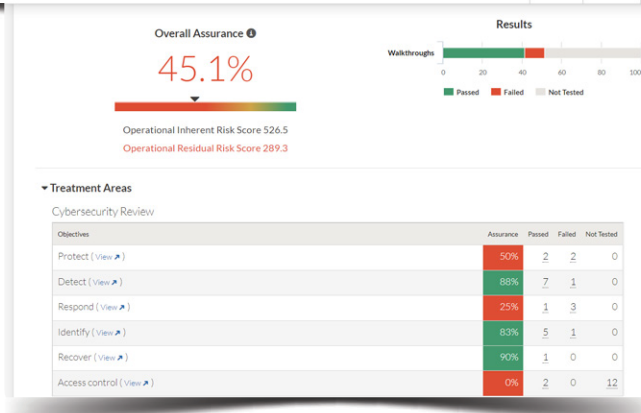 Overall Assurance
45.1%
Operational Inherent Risk Score 526.5
Operational Residual Risk Score 289.3
Results
Walkthroughs
0 20 40 60 80 100
Passed Failed Not Tested
Treatment Areas
Cybersecurity Review
Objectives Assurance Passed Failed Not Tested
Protect ( View ) 50% 2 2 0
Detect ( View ) 88% 7 1 0
Respond ( View ) 25% 1 3 0
Identify ( View ) 83% 5 1 0
Recover ( View ) 90% 1 0 0
Access control ( View ) 0% 2 0 12